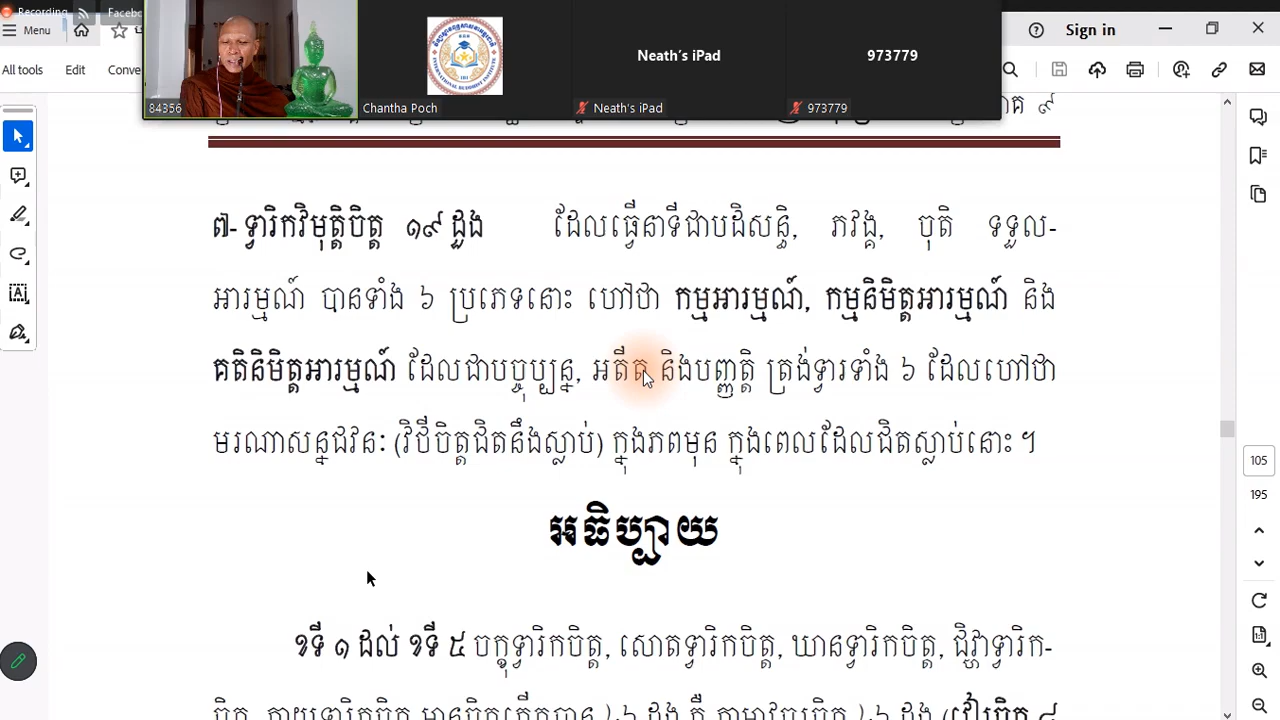 Recording
Menu
Sign in
All tools
Edit
84356
Chantha Poch
Neath's iPad
Neath's iPad
973779
973779
INTERNATIONAL BUDDHIST INSTITUTE
៧- ទ្វារិកវិមុត្តិចិត្ត ១៩ ដួង ដែលធ្វើនាទីជាបដិសន្ធិ, ភវង្គ, ចុតិ ទទួល-
អារម្មណ៍ បានទាំង ៦ ប្រភេទនោះ ហៅថា កម្មអារម្មណ៍, កម្មនិមិត្តអារម្មណ៍ និង
គតិនិមិត្តអារម្មណ៍ ដែលជាបច្ចុប្បន្ន, អតីត និងបញ្ញត្តិ ត្រង់ទ្វារទាំង ៦ ដែលហៅថា
មរណាសន្នជវនៈ (វិថីចិត្តជិតនឹងស្លាប់) ក្នុងភពមុន ក្នុងពេលដែលជិតស្លាប់នោះ ។
អធិប្បាយ
ខទី ១ ដល់ ខទី ៥ ចក្ខុទ្វារិកចិត្ត, សោតទ្វារិកចិត្ត, ឃានទ្វារិកចិត្ត, ជិវ្ហាទ្វារិក-
105
195